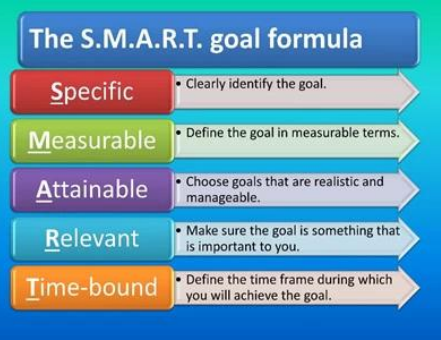 The S.M.A.R.T. goal formula
Specific
• Clearly identify the goal.
Measurable
• Define the goal in measurable terms.
Attainable
• Choose goals that are realistic and
manageable.
Relevant
• Make sure the goal is something that
is important to you.
Time-bound
• Define the time frame during which
you will achieve the goal.